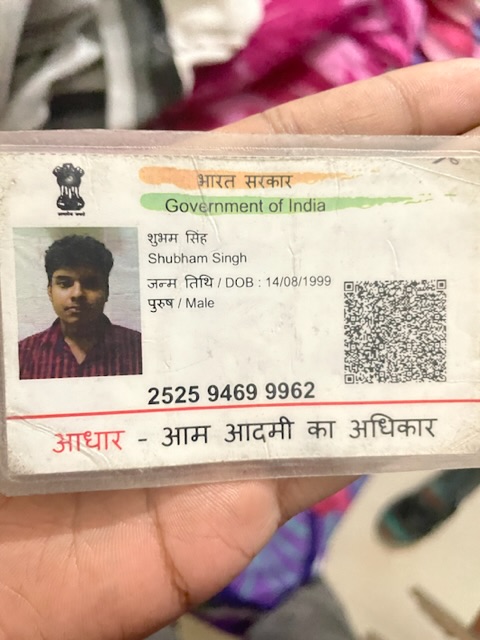 भारत सरकार
Government of India
शुभम सिंह
Shubham Singh
जन्म तिथि / DOB : 14/08/1999
पुरुष / Male
2525 9469 9962
आधार - आम आदमी का अधिकार